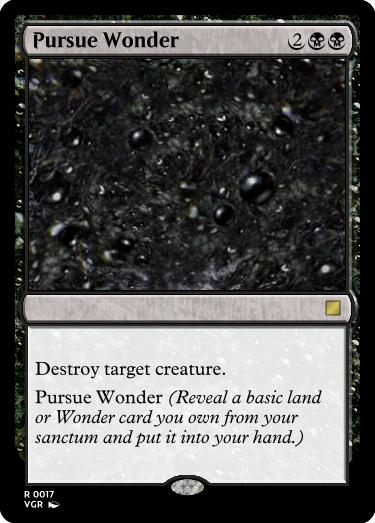 Pursue Wonder 2
Destroy target creature.
Pursue Wonder (Reveal a basic land
or Wonder card you own from your
sanctum and put it into your hand.)
R 0017
VGR